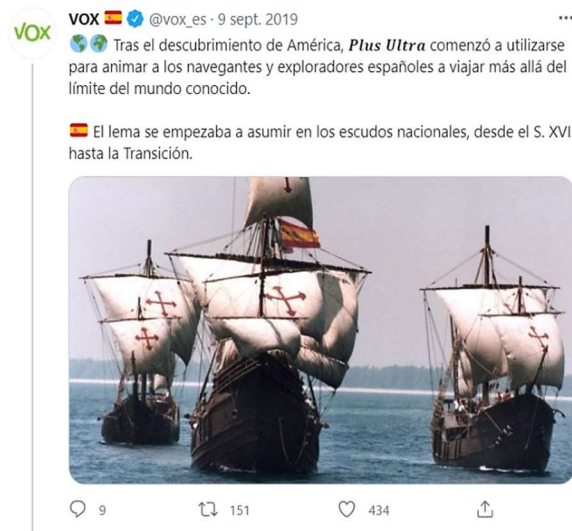 VOX
VOX 🇪🇸 @vox_es · 9 sept. 2019
🌎🌍 Tras el descubrimiento de América, 𝑷𝒍𝒖𝒔 𝑼𝒍𝒕𝒓𝒂 comenzó a utilizarse
para animar a los navegantes y exploradores españoles a viajar más allá del
límite del mundo conocido.
🇪🇸 El lema se empezaba a asumir en los escudos nacionales, desde el S. XVI
hasta la Transición.
9 151 434